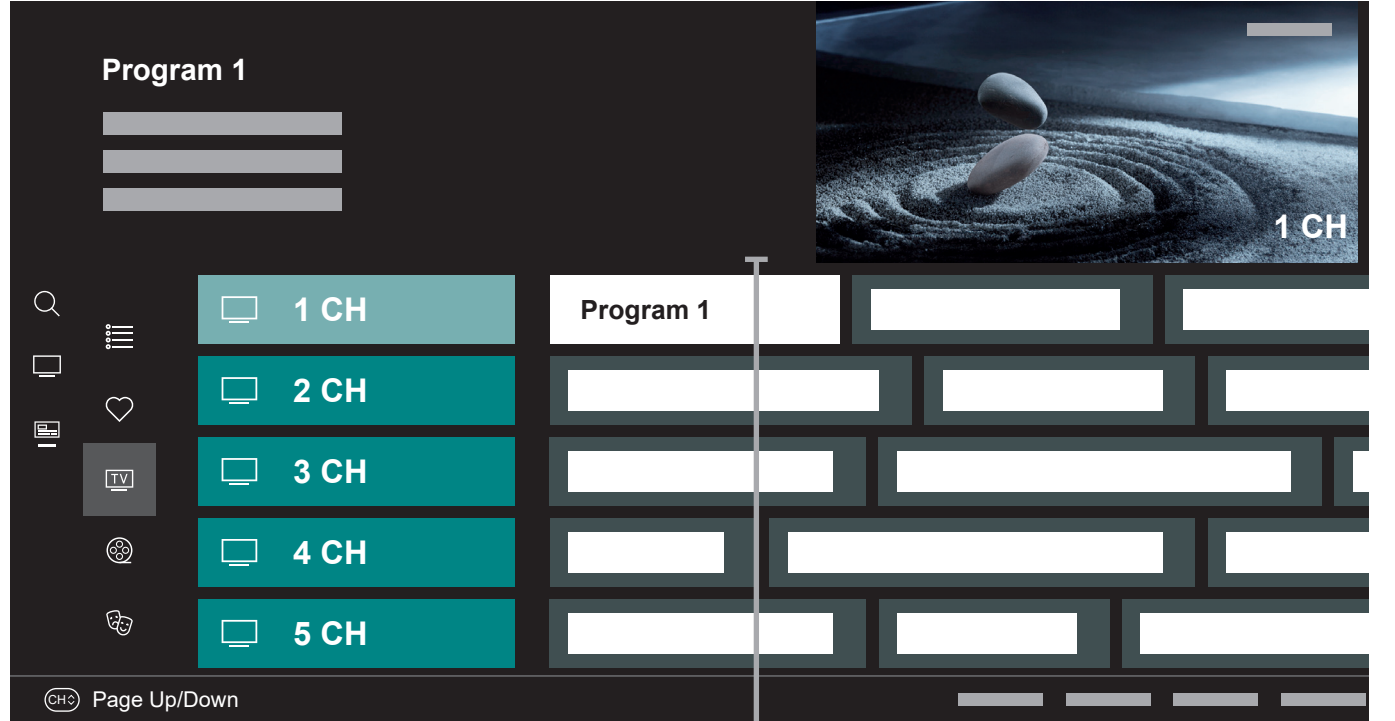 Program 1
1 CH
1 CH
Program 1
2 CH
TV
3 CH
4 CH
5 CH
CH Page Up/Down